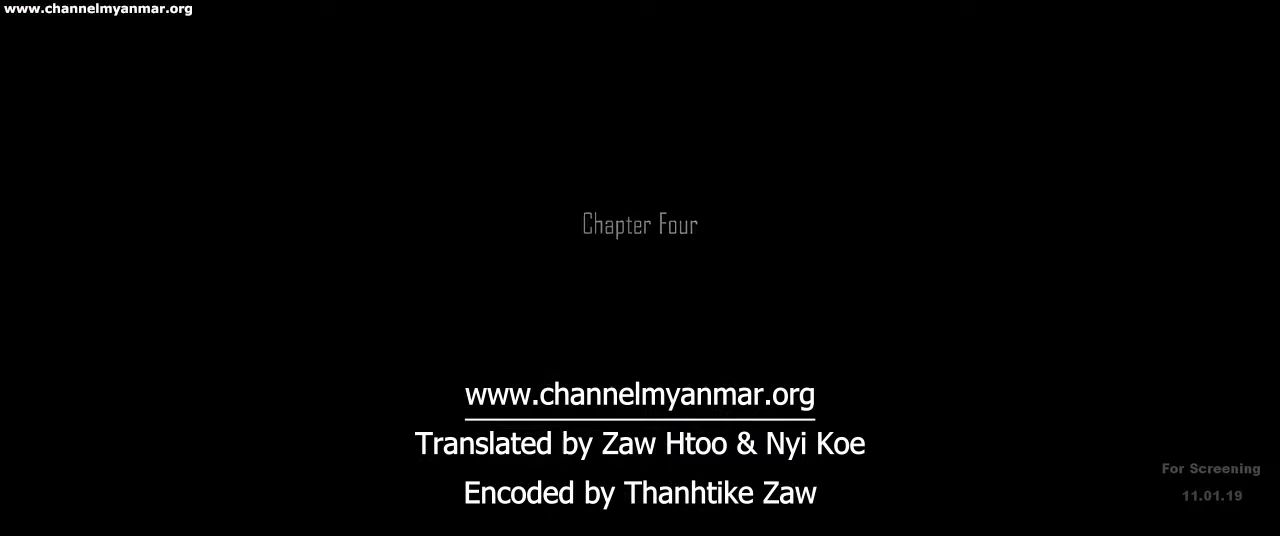 www.channelmyanmar.org
Chapter Four
www.channelmyanmar.org
Translated by Zaw Htoo & Nyi Koe
Encoded by Thanhtike Zaw
For Screening
11.01.19